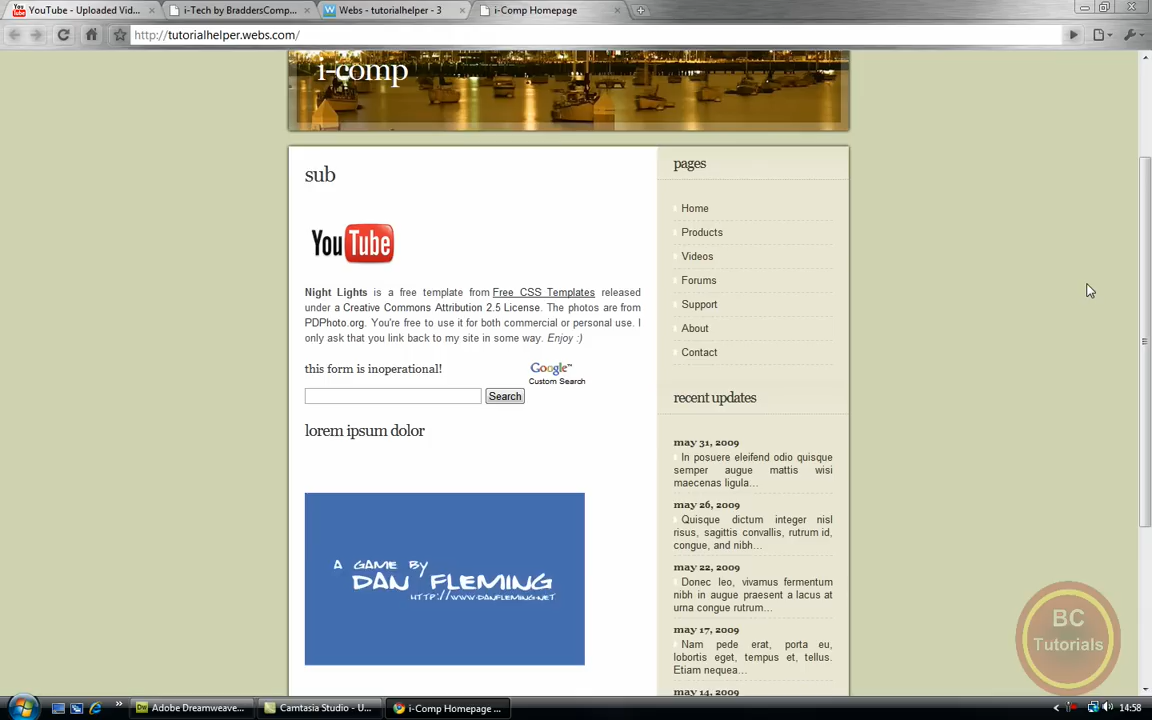 YouTube - Uploaded Vid...
i-Tech by BraddersComp...
Webs - tutorialhelper - 3
i-Comp Homepage
http://tutorialhelper.webs.com/
i-comp
sub
YouTube
Night Lights is a free template from Free CSS Templates released
under a Creative Commons Attribution 2.5 License. The photos are from
PDPhoto.org. You're free to use it for both commercial or personal use. I
only ask that you link back to my site in some way. Enjoy :)
this form is inoperational!
Google™
Custom Search
Search
lorem ipsum dolor
A GAME BY
DAN FLEMING
HTTP://WWW.DANFLEMING.NET
pages
Home
Products
Videos
Forums
Support
About
Contact
recent updates
may 31, 2009
In posuere eleifend odio quisque
semper augue mattis wisi
maecenas ligula...
may 26, 2009
Quisque dictum integer nisl
risus, sagittis convallis, rutrum id,
congue, and nibh...
may 22, 2009
Donec leo, vivamus fermentum
nibh in augue praesent a lacus at
urna congue rutrum...
may 17, 2009
Nam pede erat, porta eu,
lobortis eget, tempus et, tellus.
Etiam nequea...
may 14, 2009
BC
Tutorials
Adobe Dreamweave...
Camtasia Studio - U...
i-Comp Homepage ...
14:58